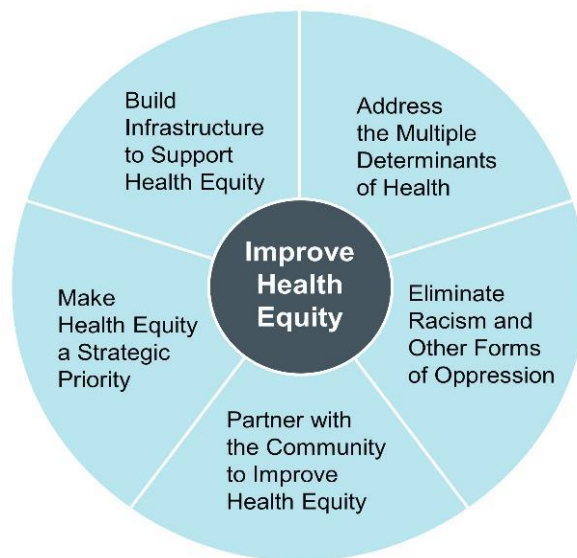 Build
Infrastructure
to Support
Health Equity
Address
the Multiple
Determinants
of Health
Improve
Health
Equity
Make
Health Equity
a Strategic
Priority
Eliminate
Racism and
Other Forms
of Oppression
Partner with
the Community
to Improve
Health Equity